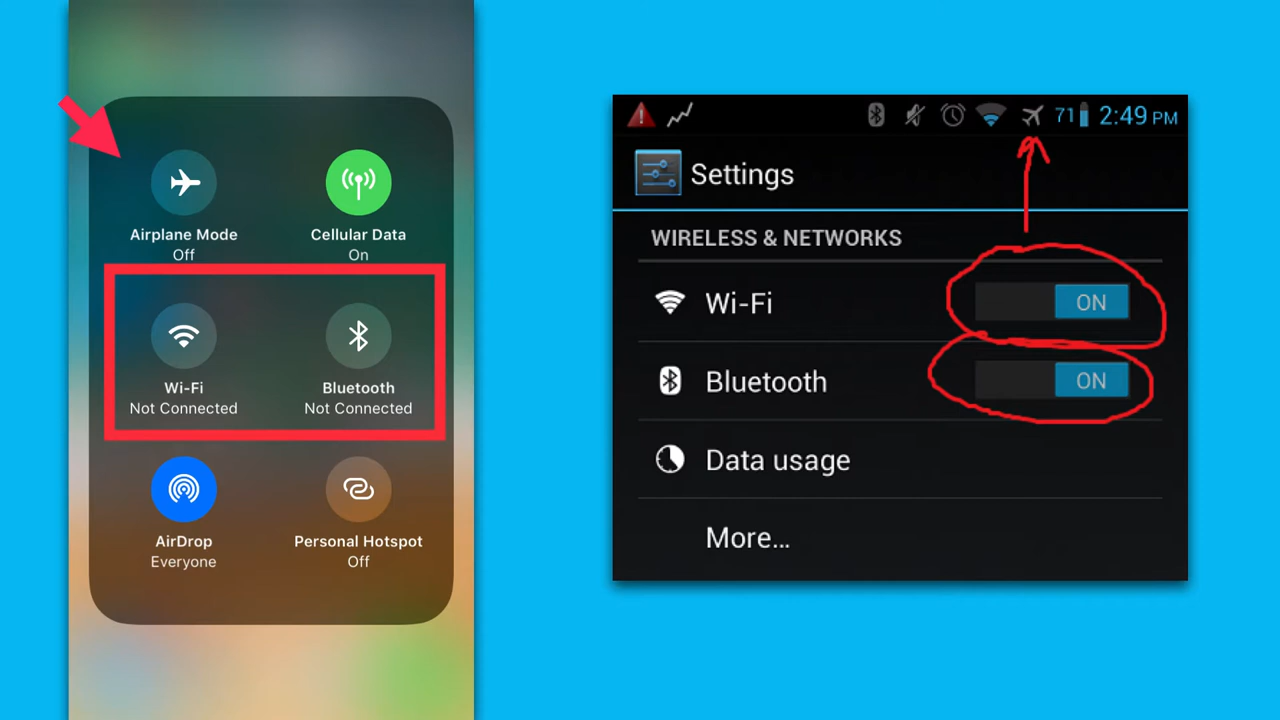 Airplane Mode
Off
Cellular Data
On
Wi-Fi
Not Connected
Bluetooth
Not Connected
AirDrop
Everyone
Personal Hotspot
Off
71 2:49 PM
Settings
WIRELESS & NETWORKS
Wi-Fi ON
Bluetooth ON
Data usage
More...